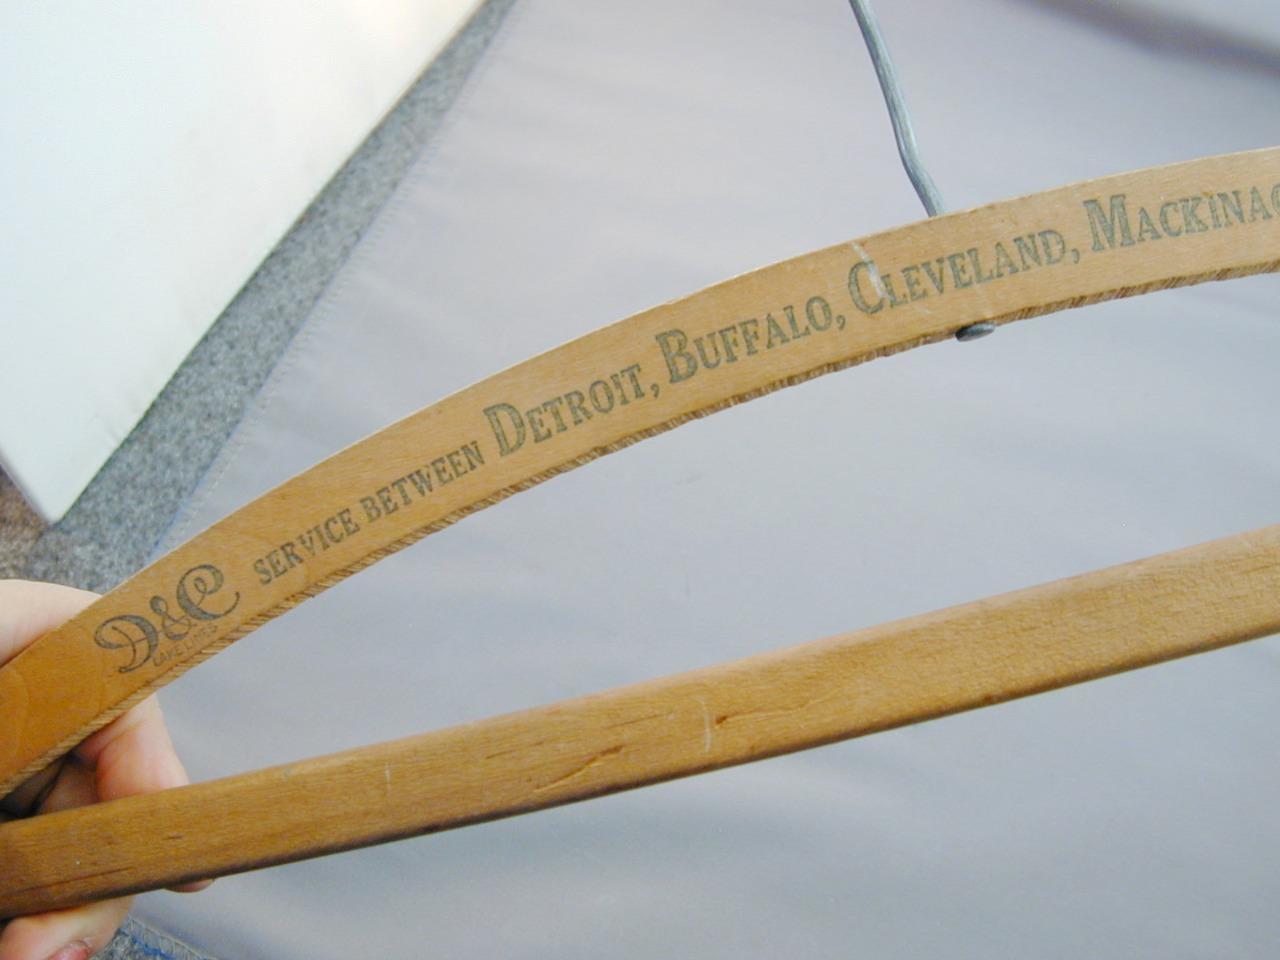 D&C
LAKE LINES
SERVICE BETWEEN DETROIT, BUFFALO, CLEVELAND, MACKINAC